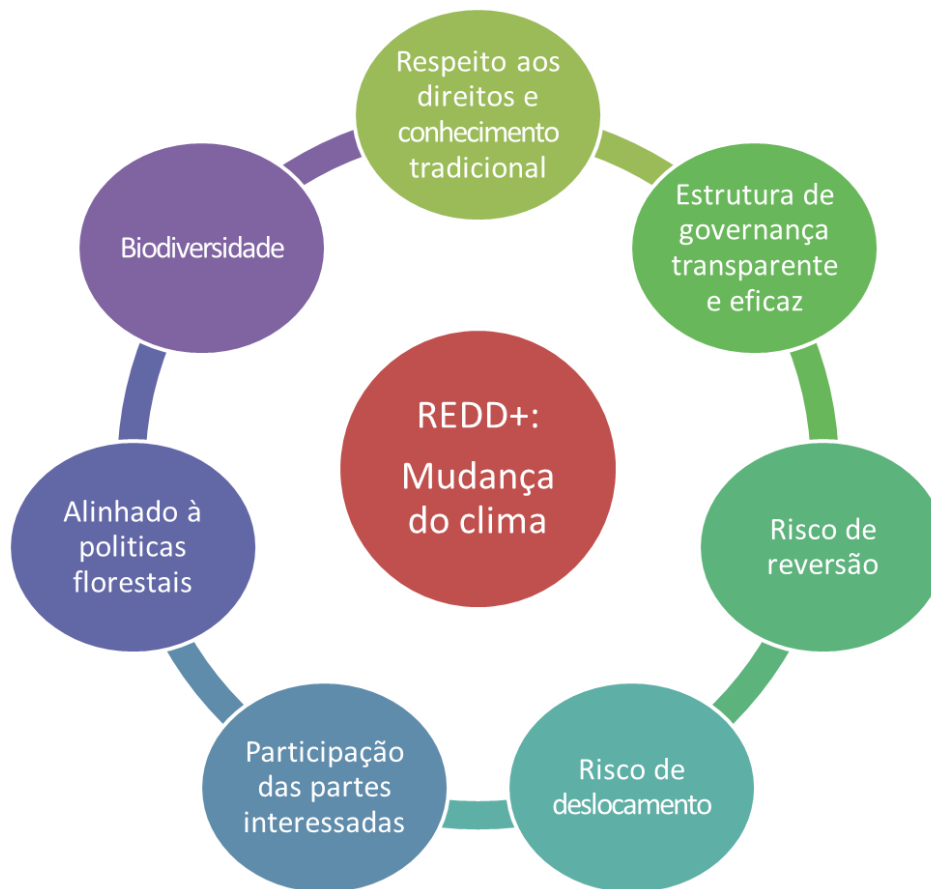 Respeito aos
direitos e
conhecimento
tradicional
Estrutura de
governança
transparente
e eficaz
Risco de
reversão
Risco de
deslocamento
Participação
das partes
interessadas
Alinhado à
politicas
florestais
Biodiversidade
REDD+:
Mudança
do clima